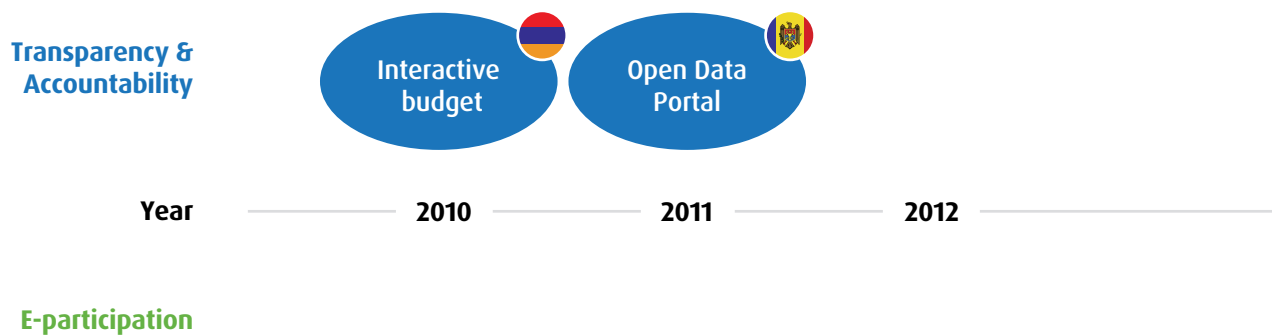 Transparency &
Accountability
Interactive
budget
Open Data
Portal
Year
2010
2011
2012
E-participation